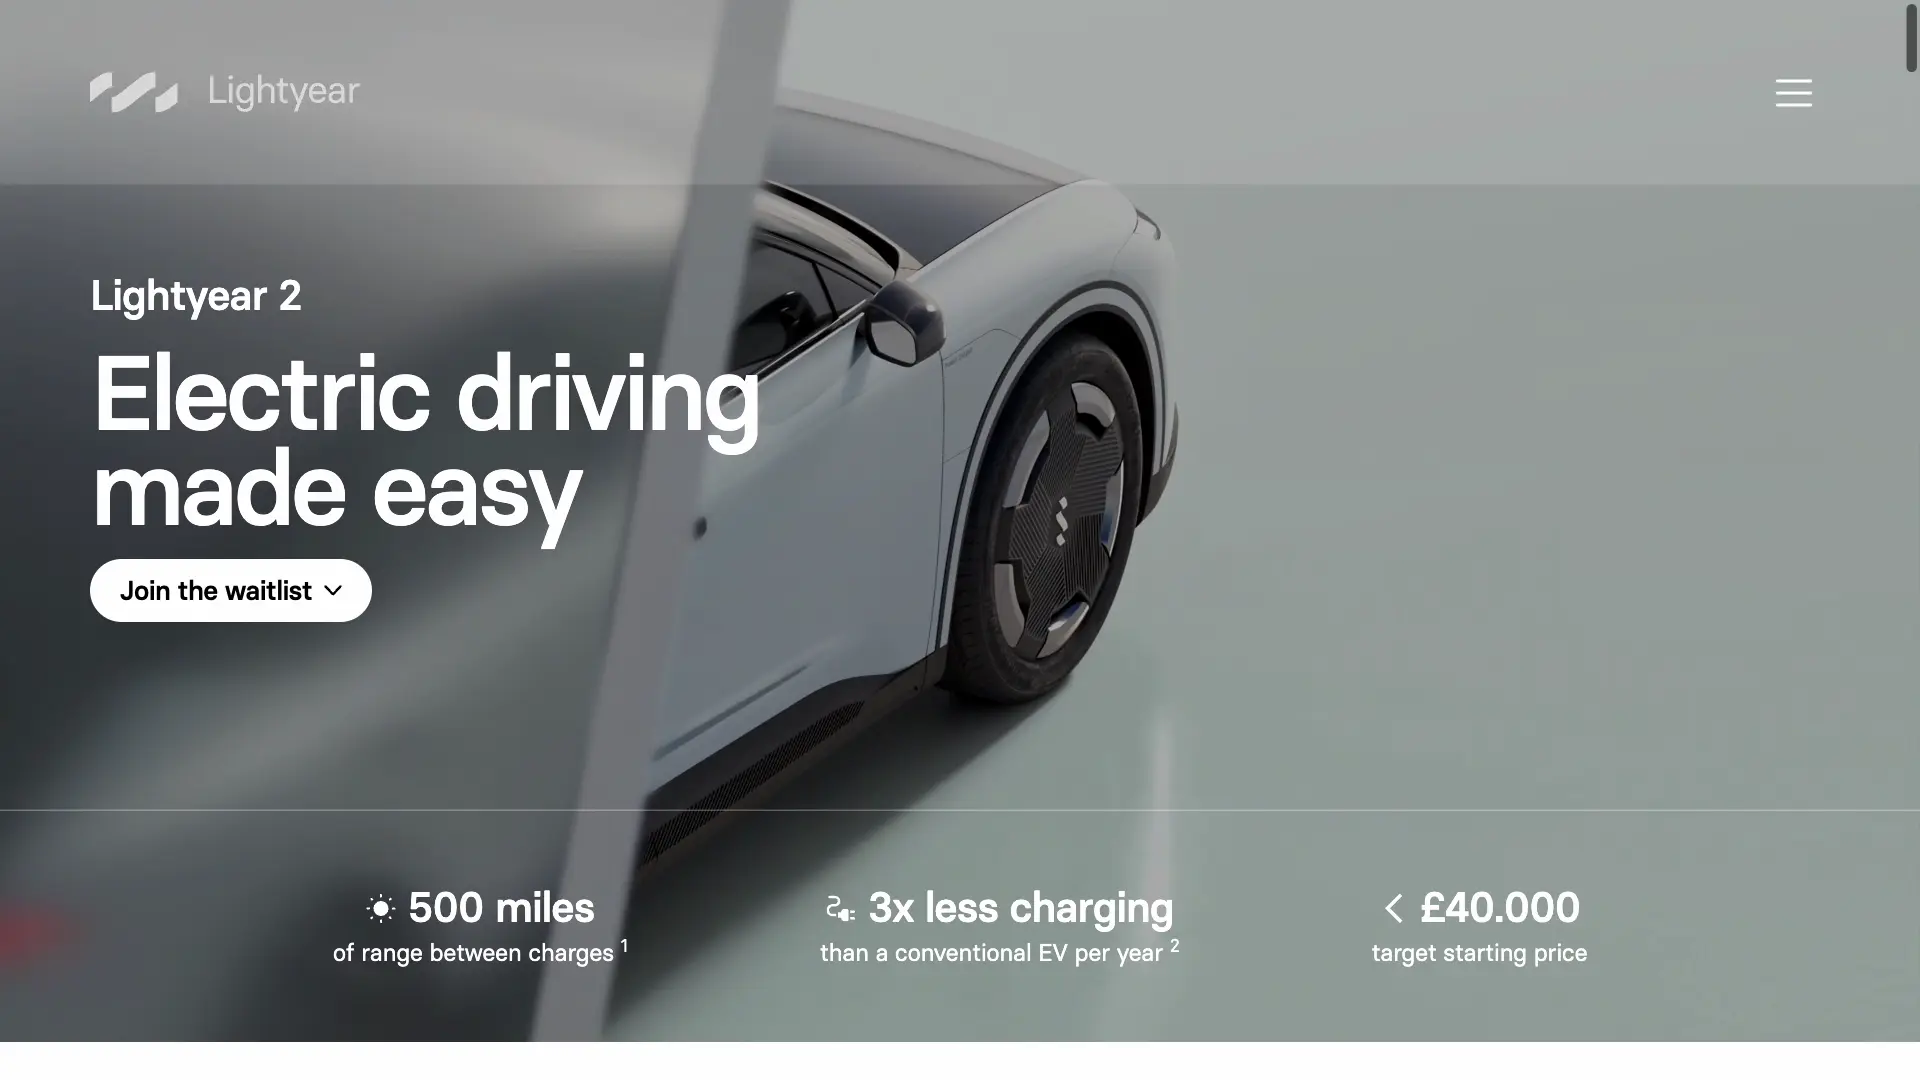 Lightyear
Lightyear 2
Electric driving
made easy
Join the waitlist
500 miles
of range between charges 1
3x less charging
than a conventional EV per year 2
< £40.000
target starting price